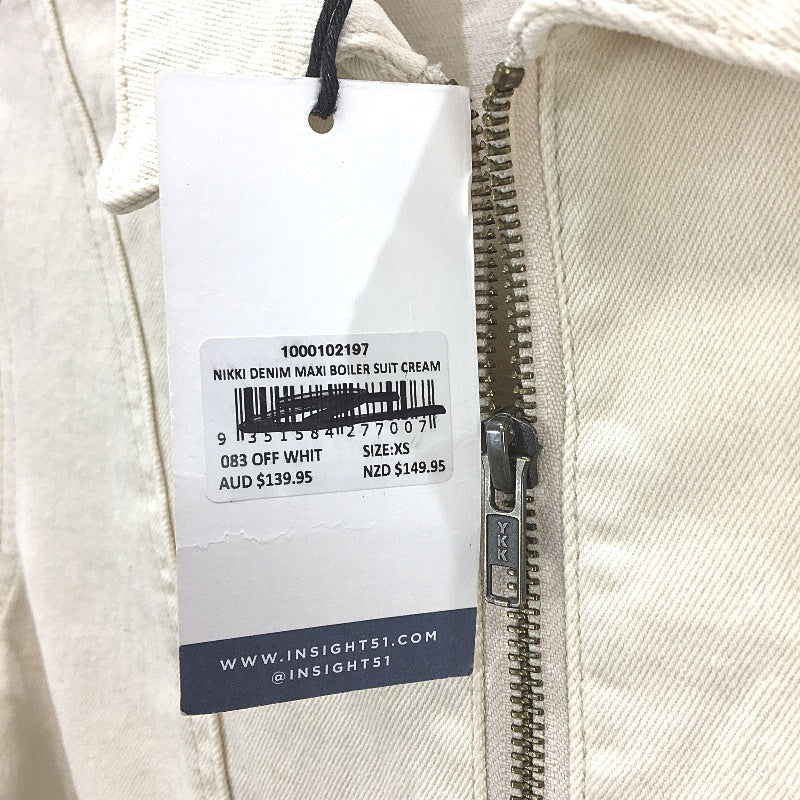 1000102197
NIKKI DENIM MAXI BOILER SUIT CREAM
9 351584 277007
083 OFF WHIT SIZE:XS
AUD $139.95 NZD $149.95
YKK
WWW.INSIGHT51.COM
@INSIGHT51